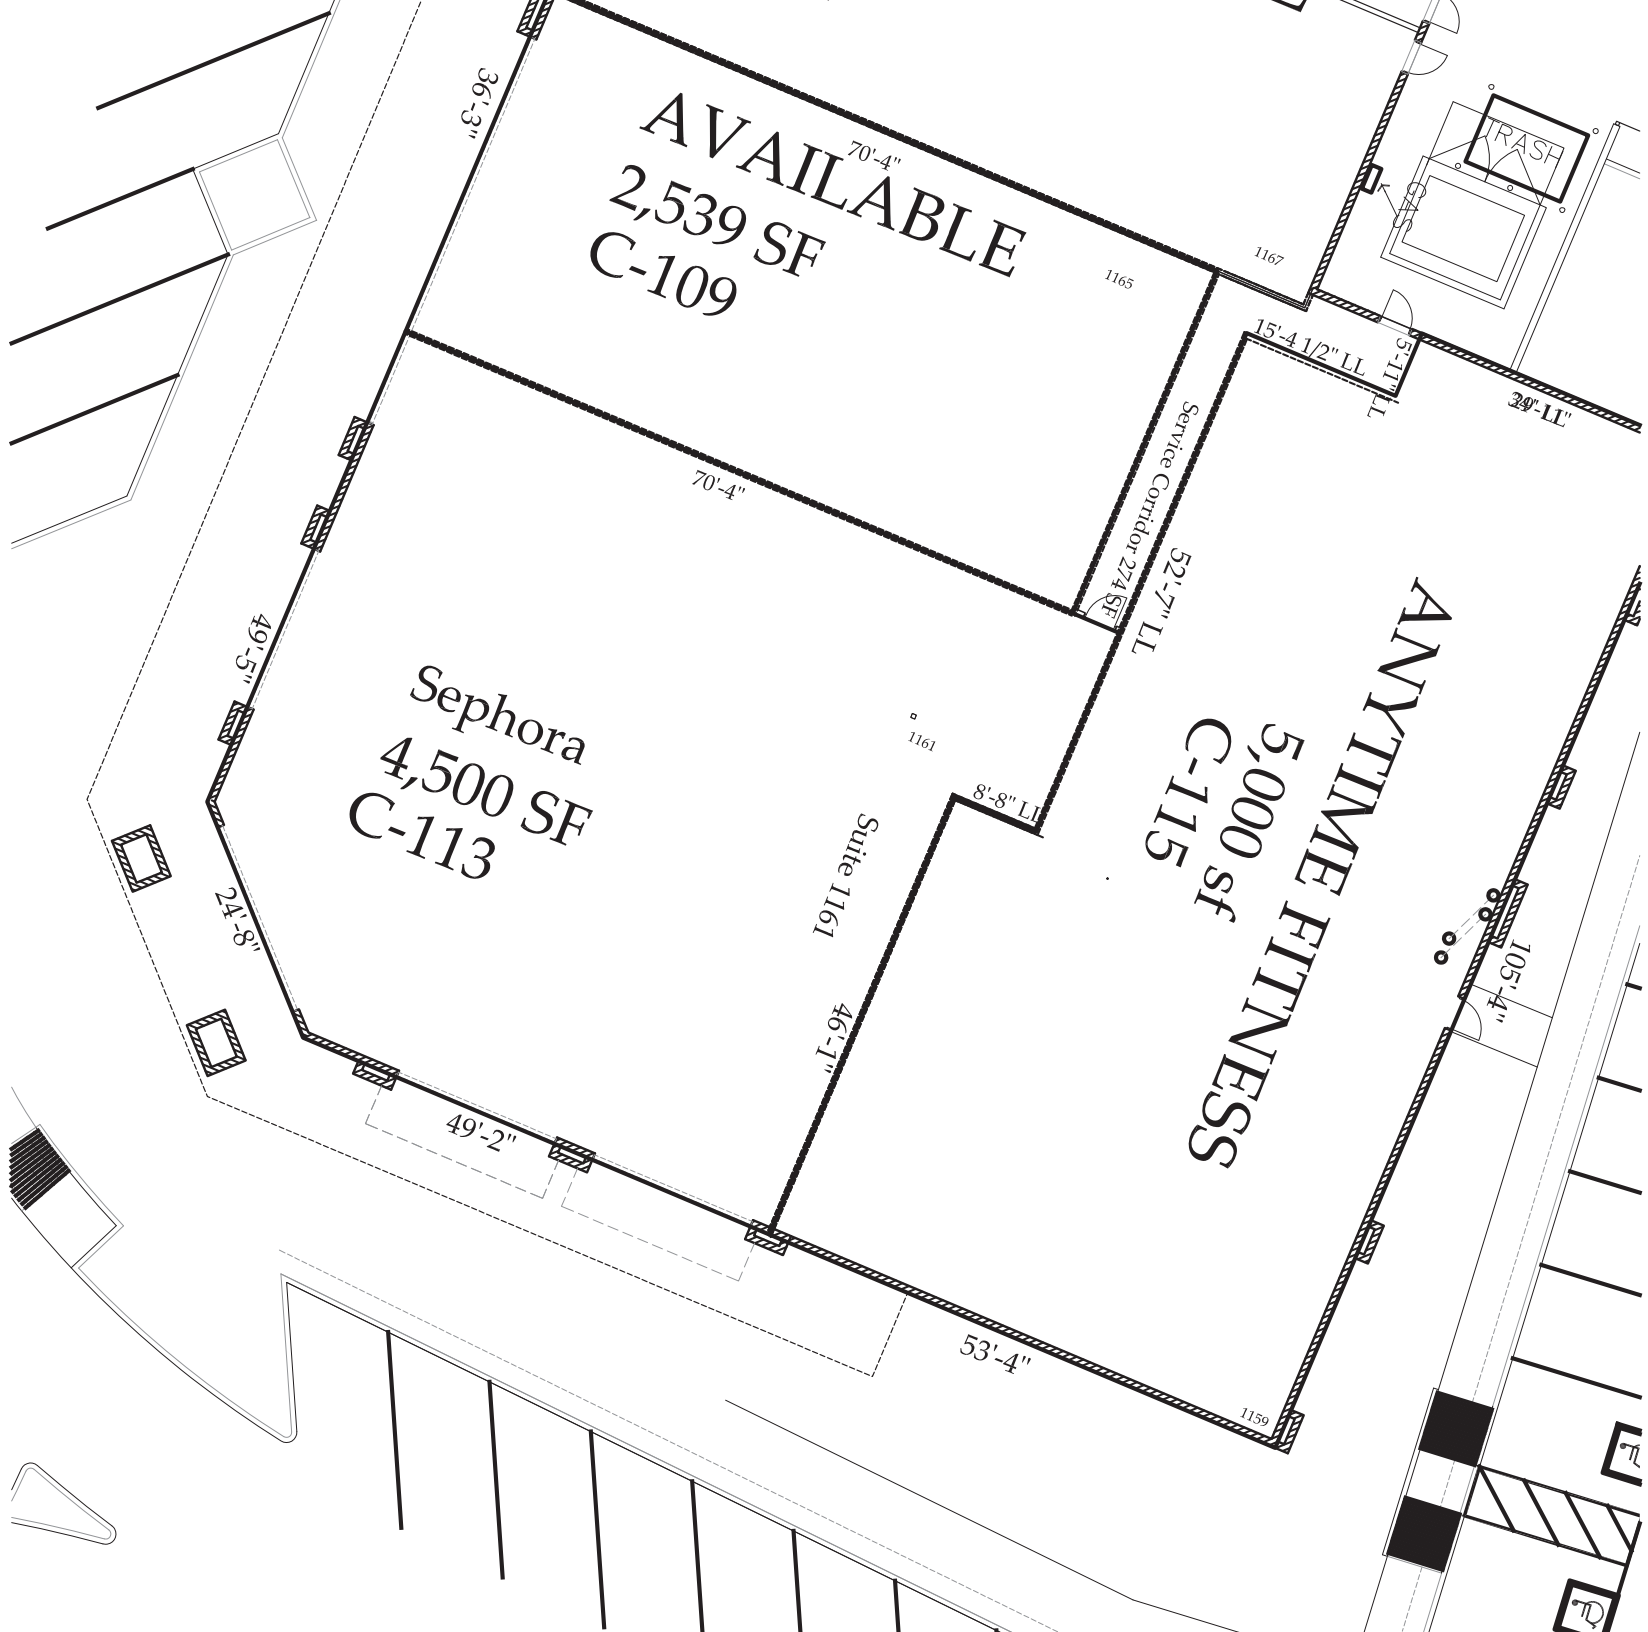 36'-3"
AVAILABLE
2,539 SF
C-109
70'-4"
1165
1167
TRASH
GAS
15'-4 1/2" LL
5'-11"
LL
70'-4"
Service Corridor 274 SF
52'-7" LL
49'-5"
Sephora
4,500 SF
C-113
1161
8'-8" LL
Suite 1161
46'-1"
ANYTIME FITNESS
5,000 sf
C-115
105'-4"
24'-8"
49'-2"
53'-4"
1159